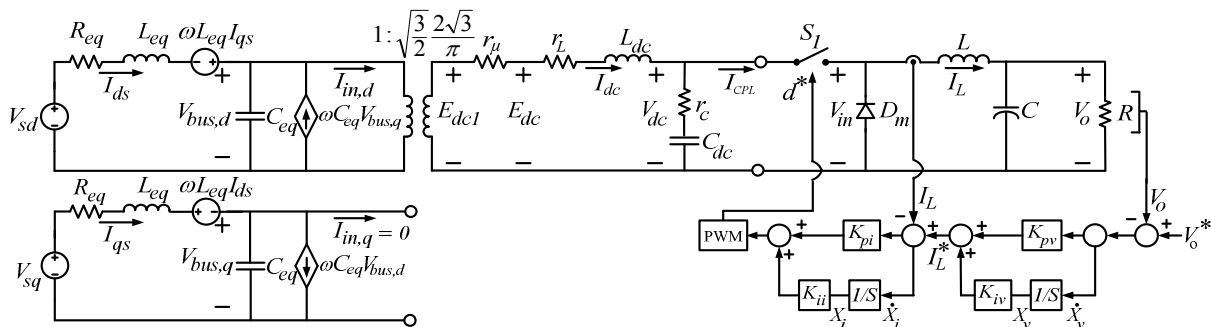 R_eq L_eq ωL_eq I_qs
1:√(3/2) 2√3/π
r_μ r_L L_dc S_1 L
I_ds I_in,d I_dc I_CPL d* I_L
V_sd + V_bus,d − C_eq ωC_eq V_bus,q + E_dc1 − + E_dc − + V_dc − r_c C_dc + V_in − D_m C + V_o − R
R_eq L_eq ωL_eq I_ds
I_qs I_in,q = 0
V_sq + V_bus,q − C_eq ωC_eq V_bus,d
I_L V_o
PWM + + K_pi − + I_L* + + K_pv − + V_o*
K_ii 1/S K_iv 1/S
X_i Ẋ_i X_v Ẋ_v